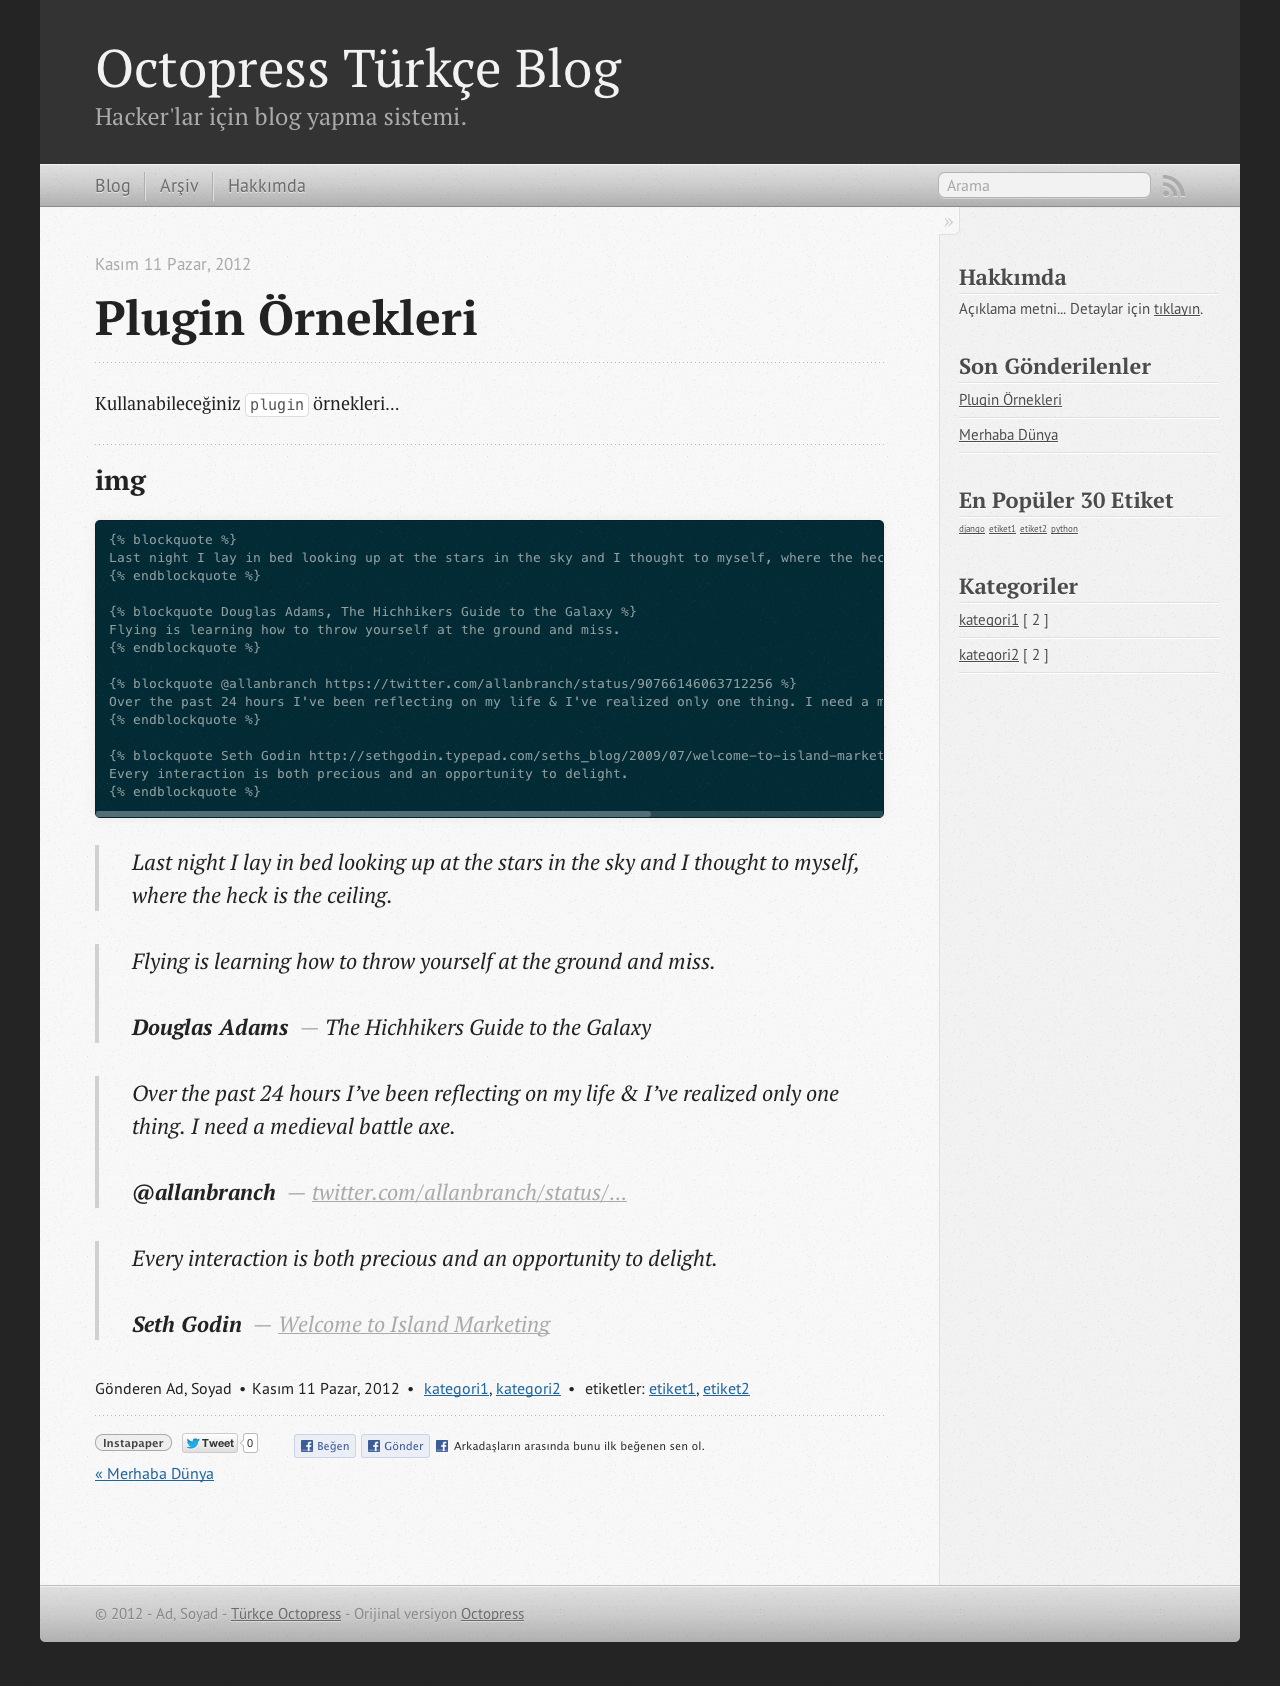 Octopress Türkçe Blog
Hacker'lar için blog yapma sistemi.
Blog
Arşiv
Hakkımda
Arama
»
Kasım 11 Pazar, 2012
Plugin Örnekleri
Kullanabileceğiniz plugin örnekleri…
img
{% blockquote %}
Last night I lay in bed looking up at the stars in the sky and I thought to myself, where the hec
{% endblockquote %}
{% blockquote Douglas Adams, The Hichhikers Guide to the Galaxy %}
Flying is learning how to throw yourself at the ground and miss.
{% endblockquote %}
{% blockquote @allanbranch https://twitter.com/allanbranch/status/90766146063712256 %}
Over the past 24 hours I've been reflecting on my life & I've realized only one thing. I need a m
{% endblockquote %}
{% blockquote Seth Godin http://sethgodin.typepad.com/seths_blog/2009/07/welcome-to-island-market
Every interaction is both precious and an opportunity to delight.
{% endblockquote %}
Last night I lay in bed looking up at the stars in the sky and I thought to myself,
where the heck is the ceiling.
Flying is learning how to throw yourself at the ground and miss.
Douglas Adams — The Hichhikers Guide to the Galaxy
Over the past 24 hours I’ve been reflecting on my life & I’ve realized only one
thing. I need a medieval battle axe.
@allanbranch — twitter.com/allanbranch/status/…
Every interaction is both precious and an opportunity to delight.
Seth Godin — Welcome to Island Marketing
Gönderen Ad, Soyad • Kasım 11 Pazar, 2012 • kategori1, kategori2 • etiketler: etiket1, etiket2
Instapaper Tweet 0 Beğen Gönder Arkadaşların arasında bunu ilk beğenen sen ol.
« Merhaba Dünya
Hakkımda
Açıklama metni... Detaylar için tıklayın.
Son Gönderilenler
Plugin Örnekleri
Merhaba Dünya
En Popüler 30 Etiket
django etiket1 etiket2 python
Kategoriler
kategori1 [ 2 ]
kategori2 [ 2 ]
© 2012 - Ad, Soyad - Türkçe Octopress - Orijinal versiyon Octopress